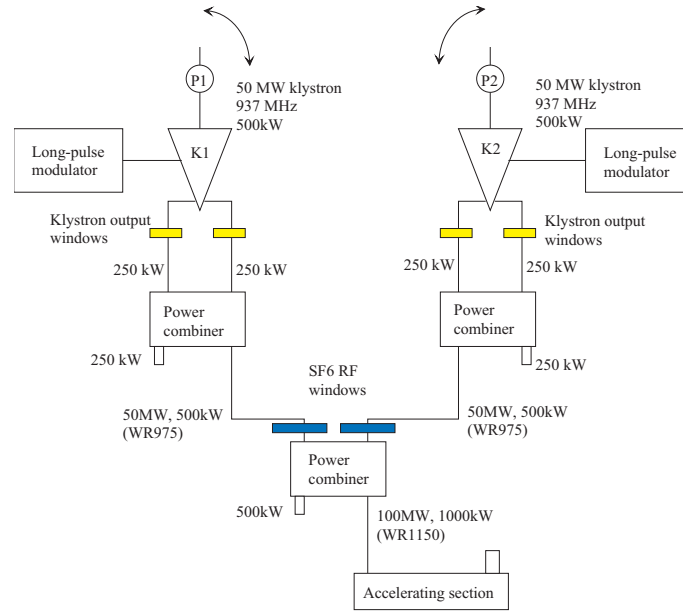 P1
50 MW klystron
937 MHz
500kW
P2
50 MW klystron
937 MHz
500kW
Long-pulse
modulator
K1
K2
Long-pulse
modulator
Klystron output
windows
Klystron output
windows
250 kW
250 kW
250 kW
250 kW
Power
combiner
Power
combiner
250 kW
250 kW
SF6 RF
windows
50MW, 500kW
(WR975)
50MW, 500kW
(WR975)
Power
combiner
500kW
100MW, 1000kW
(WR1150)
Accelerating section